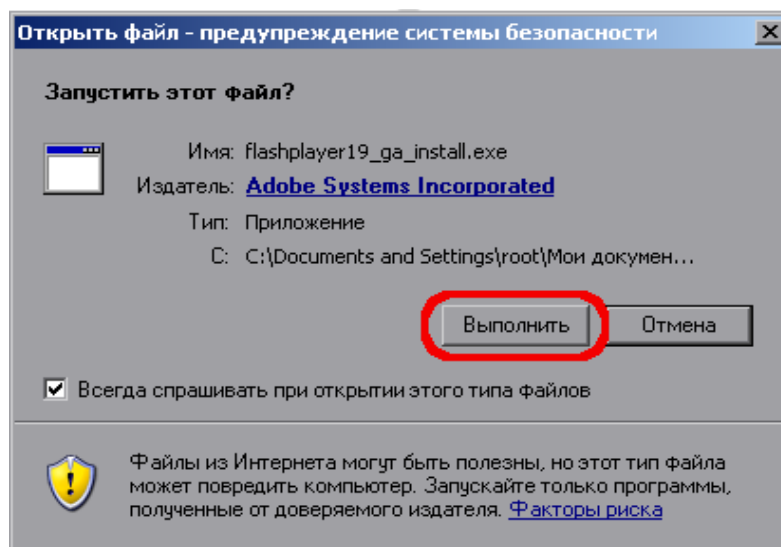 Открыть файл - предупреждение системы безопасности
Запустить этот файл?
Имя: flashplayer19_ga_install.exe
Издатель: Adobe Systems Incorporated
Тип: Приложение
С: C:\Documents and Settings\root\Мои докумен...
Выполнить Отмена
Всегда спрашивать при открытии этого типа файлов
Файлы из Интернета могут быть полезны, но этот тип файла
может повредить компьютер. Запускайте только программы,
полученные от доверяемого издателя. Факторы риска